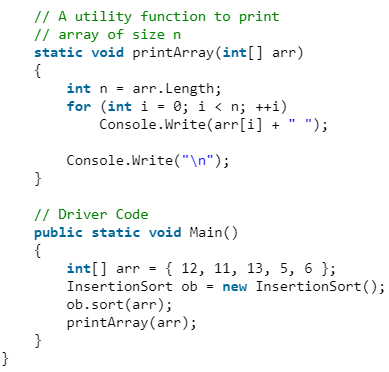 // A utility function to print
// array of size n
static void printArray(int[] arr)
{
    int n = arr.Length;
    for (int i = 0; i < n; ++i)
        Console.Write(arr[i] + " ");

    Console.Write("\n");
}

// Driver Code
public static void Main()
{
    int[] arr = { 12, 11, 13, 5, 6 };
    InsertionSort ob = new InsertionSort();
    ob.sort(arr);
    printArray(arr);
}
}